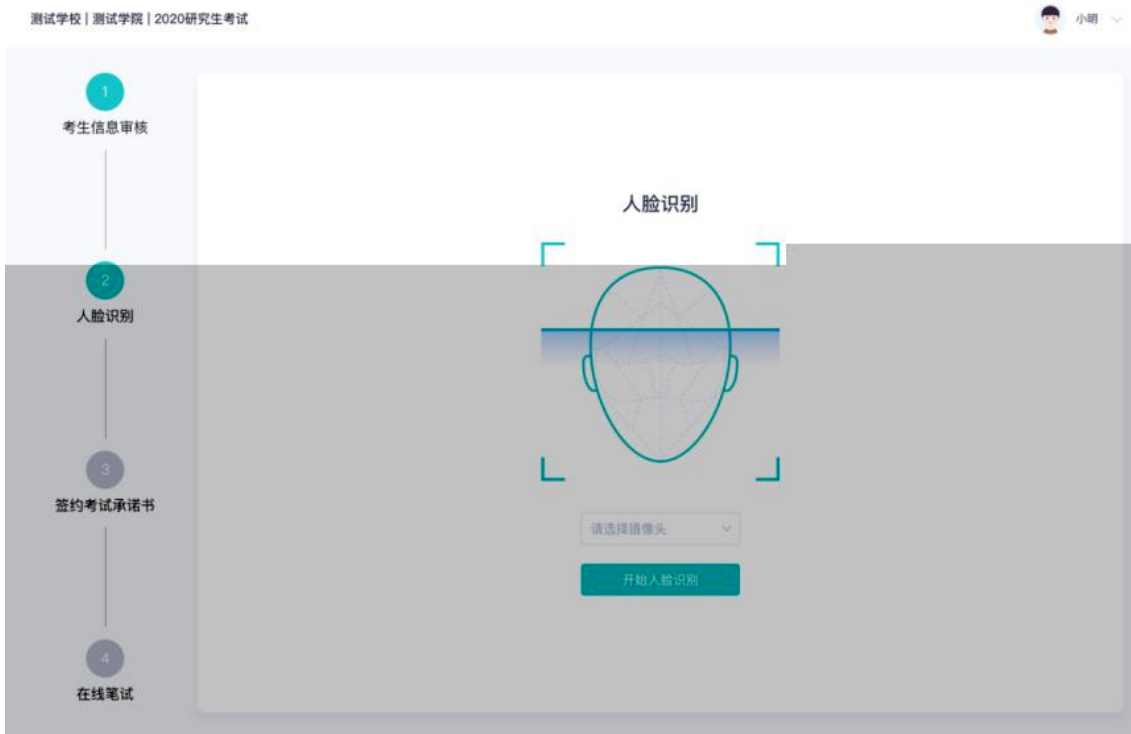 测试学校 | 测试学院 | 2020研究生考试
小明
1
考生信息审核
2
人脸识别
3
签约考试承诺书
4
在线笔试
人脸识别
请选择摄像头
开始人脸识别